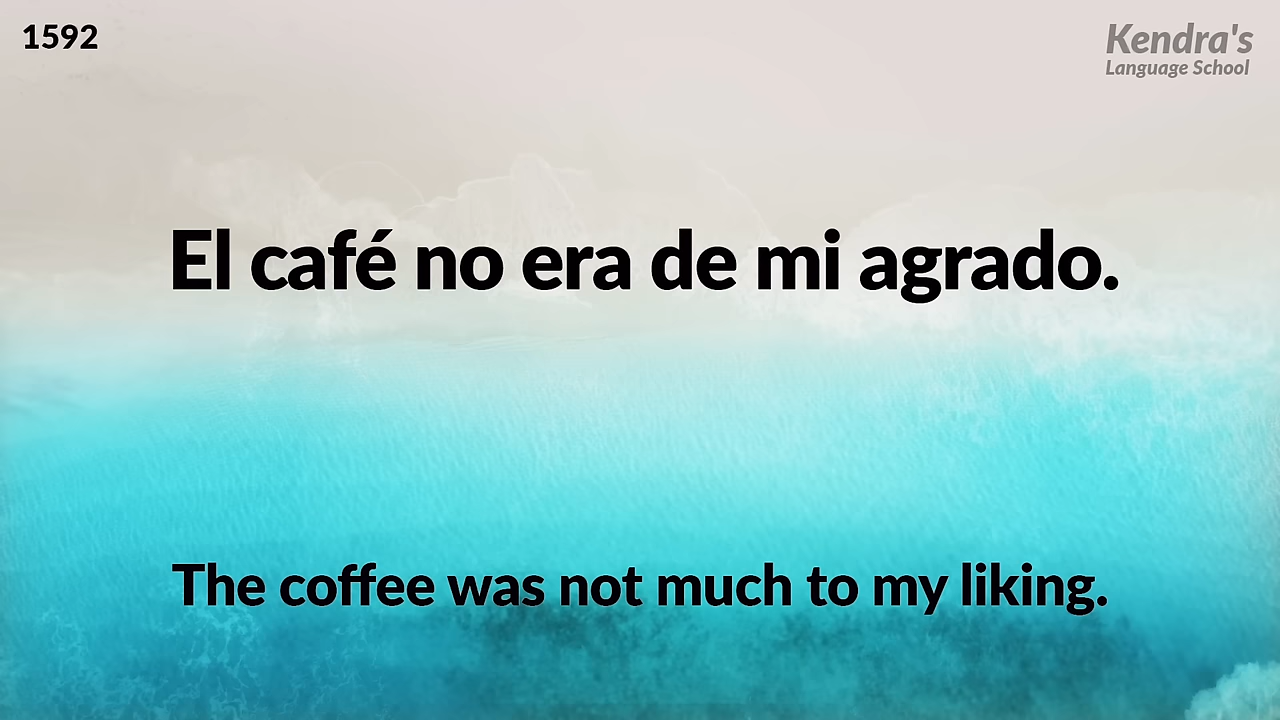 1592
Kendra's
Language School
El café no era de mi agrado.
The coffee was not much to my liking.